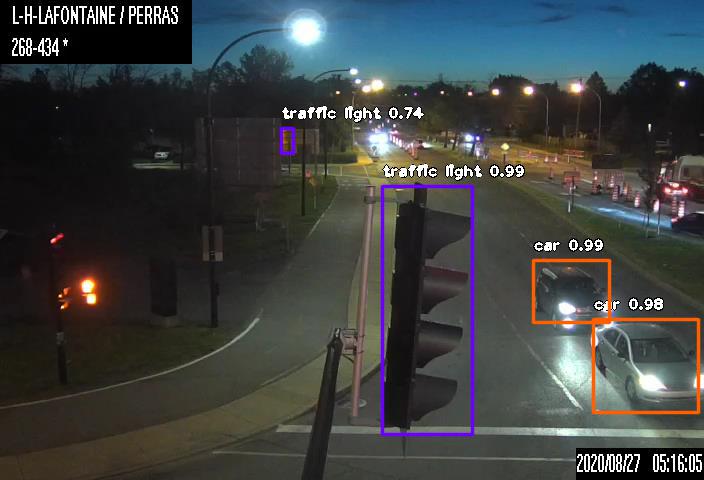 L-H-LAFONTAINE / PERRAS
268-434 *
traffic light 0.74
traffic light 0.99
car 0.99
car 0.98
2020/08/27 05:16:05